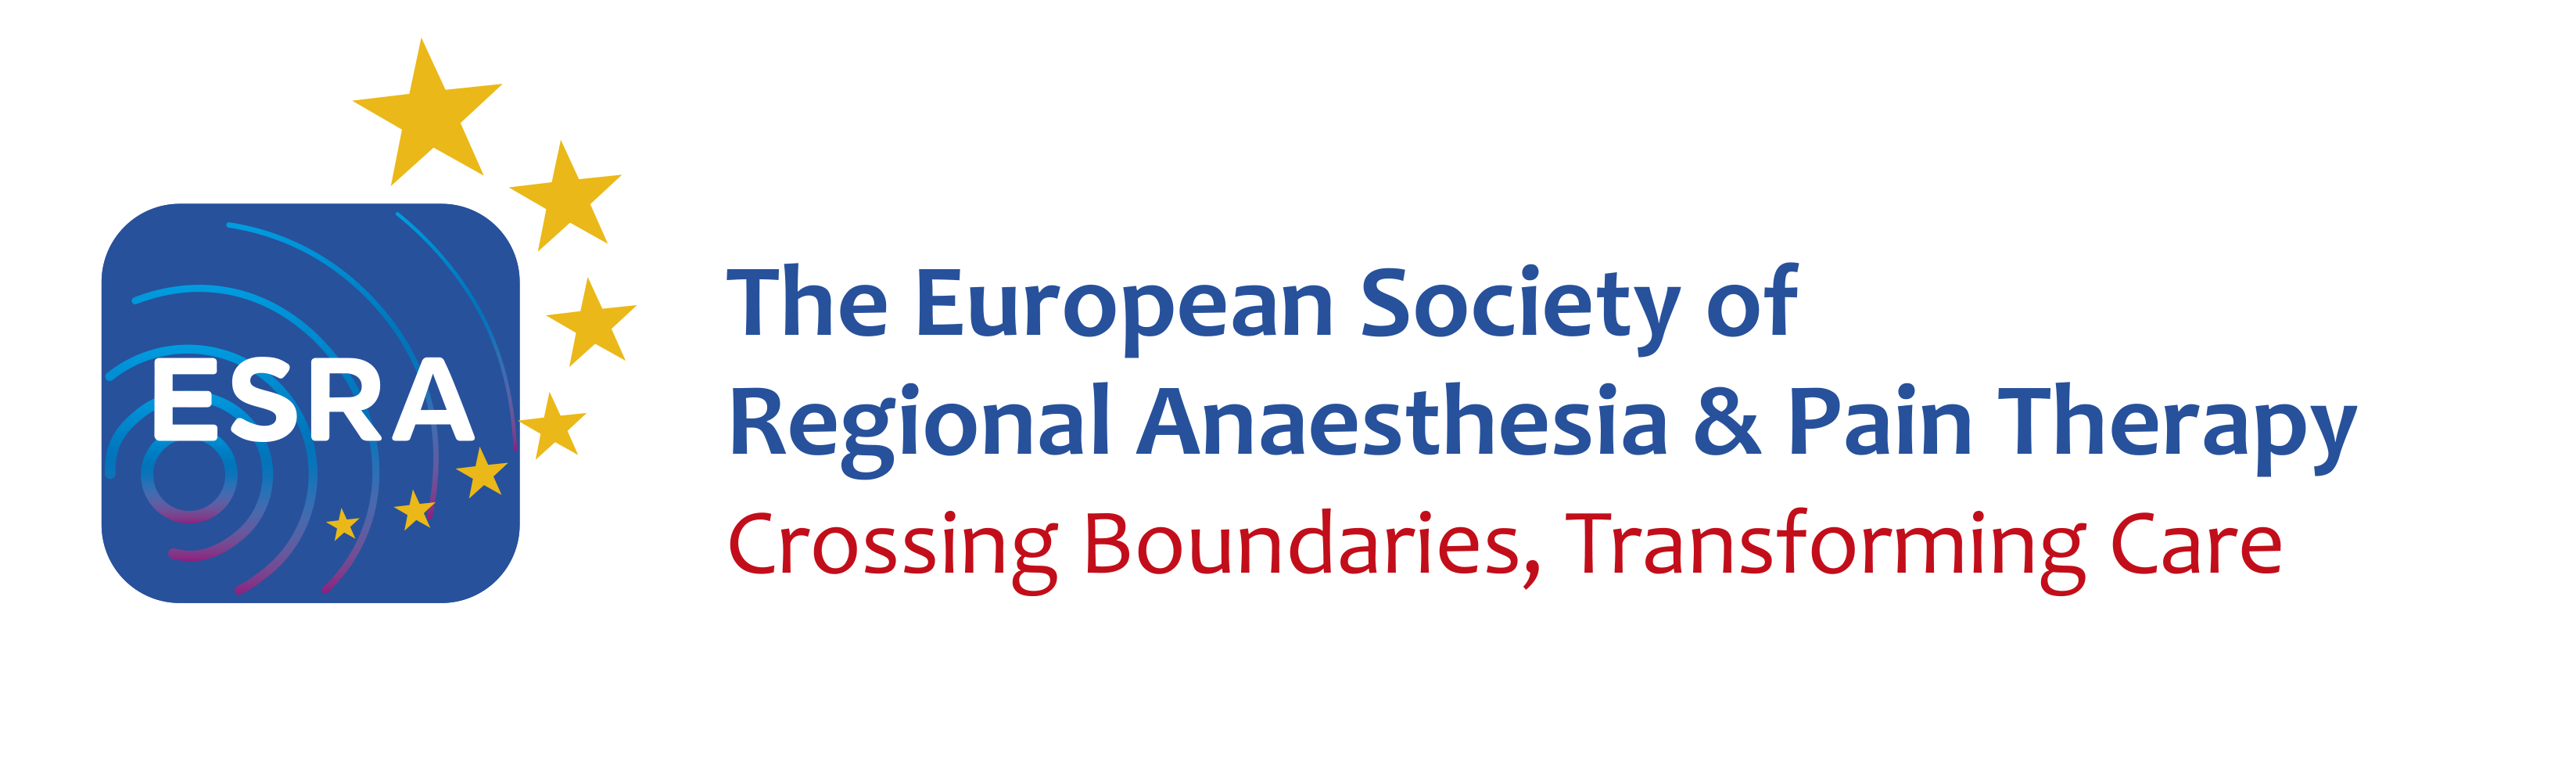 ESRA
The European Society of
Regional Anaesthesia & Pain Therapy
Crossing Boundaries, Transforming Care